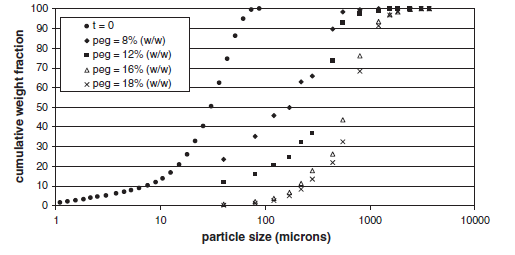 cumulative weight fraction
100
90
80
70
60
50
40
30
20
10
0
t = 0
peg = 8% (w/w)
peg = 12% (w/w)
peg = 16% (w/w)
peg = 18% (w/w)
1 10 100 1000 10000
particle size (microns)